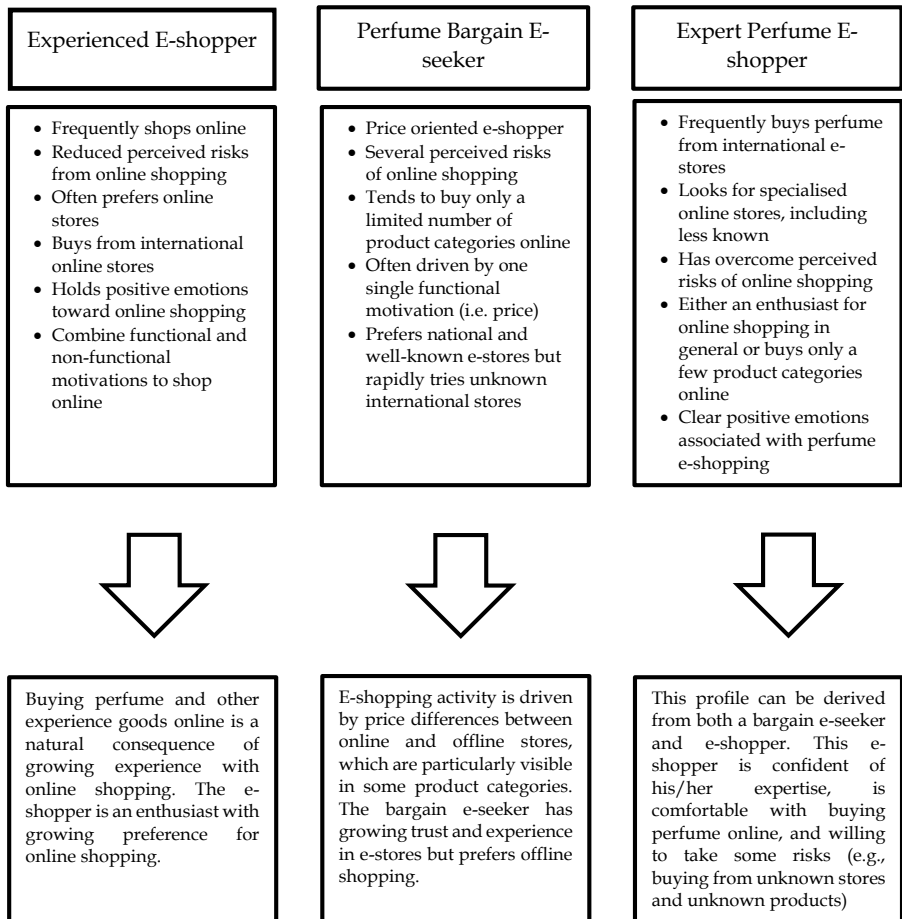 Experienced E-shopper
Perfume Bargain E-
seeker
Expert Perfume E-
shopper
• Frequently shops online
• Reduced perceived risks
from online shopping
• Often prefers online
stores
• Buys from international
online stores
• Holds positive emotions
toward online shopping
• Combine functional and
non-functional
motivations to shop
online
• Price oriented e-shopper
• Several perceived risks
of online shopping
• Tends to buy only a
limited number of
product categories online
• Often driven by one
single functional
motivation (i.e. price)
• Prefers national and
well-known e-stores but
rapidly tries unknown
international stores
• Frequently buys perfume
from international e-
stores
• Looks for specialised
online stores, including
less known
• Has overcome perceived
risks of online shopping
• Either an enthusiast for
online shopping in
general or buys only a
few product categories
online
• Clear positive emotions
associated with perfume
e-shopping
Buying perfume and other
experience goods online is a
natural consequence of
growing experience with
online shopping. The e-
shopper is an enthusiast with
growing preference for
online shopping.
E-shopping activity is driven
by price differences between
online and offline stores,
which are particularly visible
in some product categories.
The bargain e-seeker has
growing trust and experience
in e-stores but prefers offline
shopping.
This profile can be derived
from both a bargain e-seeker
and e-shopper. This e-
shopper is confident of
his/her expertise, is
comfortable with buying
perfume online, and willing
to take some risks (e.g.,
buying from unknown stores
and unknown products)